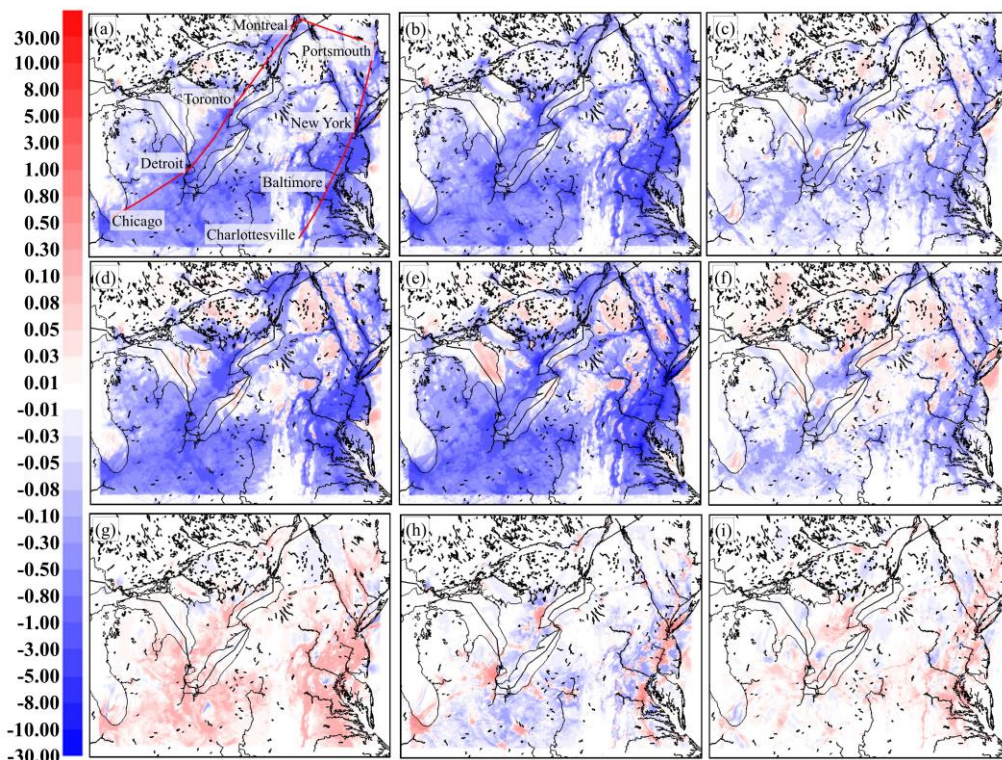 30.00
10.00
8.00
5.00
3.00
1.00
0.80
0.50
0.30
0.10
0.08
0.05
0.03
0.01
-0.01
-0.03
-0.05
-0.08
-0.10
-0.30
-0.50
-0.80
-1.00
-3.00
-5.00
-8.00
-10.00
-30.00
(a)
Montreal
Portsmouth
Toronto
New York
Detroit
Baltimore
Chicago
Charlottesville
(b)
(c)
(d)
(e)
(f)
(g)
(h)
(i)